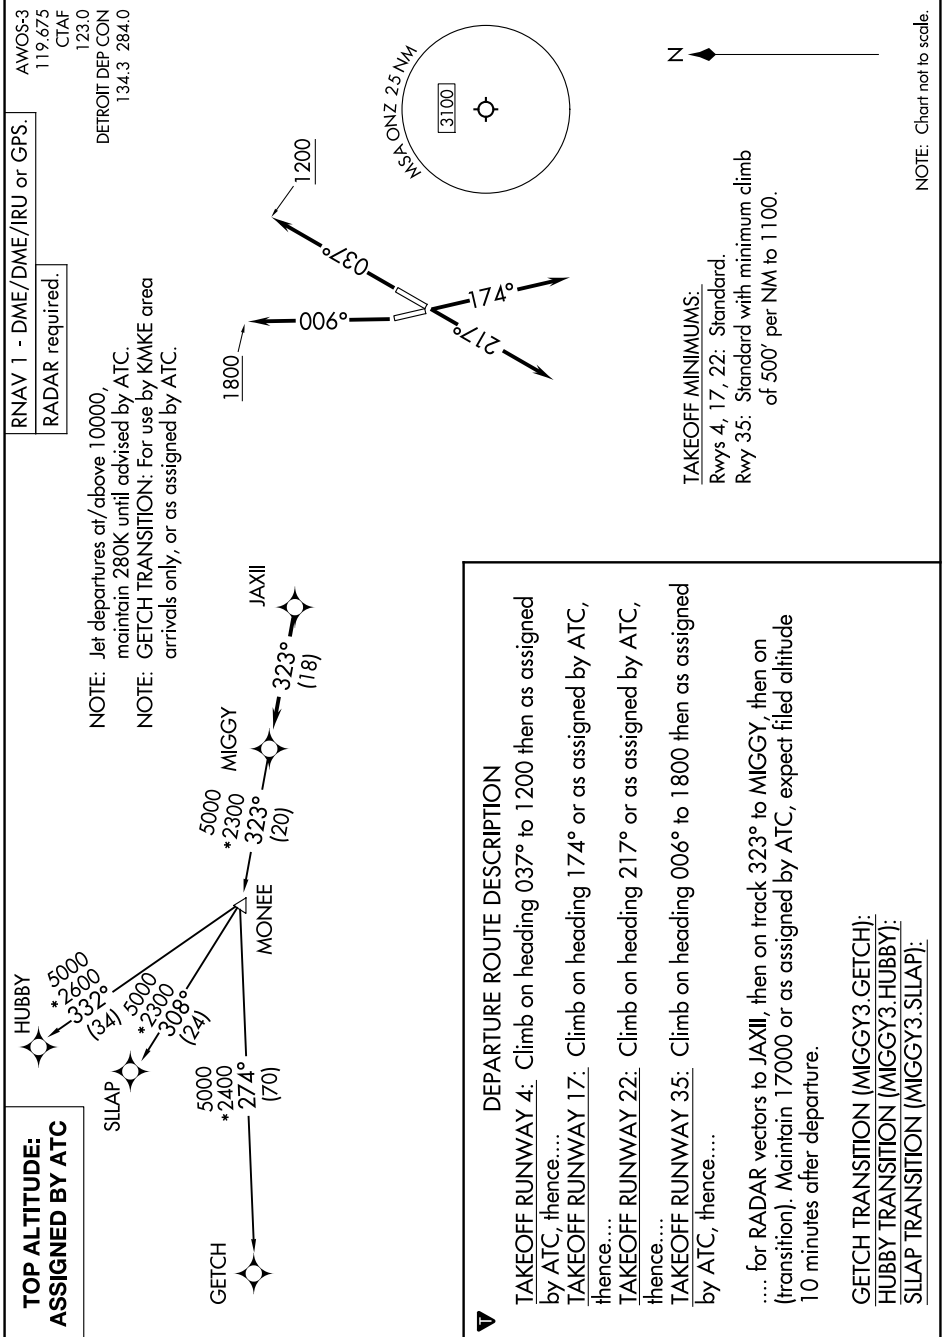 TOP ALTITUDE:
ASSIGNED BY ATC
RNAV 1 - DME/DME/IRU or GPS.
RADAR required.
AWOS-3
119.675
CTAF
123.0
DETROIT DEP CON
134.3 284.0
NOTE: Jet departures at/above 10000,
maintain 280K until advised by ATC.
NOTE: GETCH TRANSITION: For use by KMKE area
arrivals only, or as assigned by ATC.
HUBBY
5000
*2600
332°
(34)
SLLAP
5000
*2300
308°
(24)
GETCH
5000
*2400
274°
(70)
MONEE
5000
*2300
323°
(20)
MIGGY
323°
(18)
JAXII
1800
006°
1200
037°
174°
217°
MSA ONZ 25 NM
3100
N
TAKEOFF MINIMUMS:
Rwys 4, 17, 22: Standard.
Rwy 35: Standard with minimum climb
of 500' per NM to 1100.
NOTE: Chart not to scale.
T
DEPARTURE ROUTE DESCRIPTION
TAKEOFF RUNWAY 4: Climb on heading 037° to 1200 then as assigned
by ATC, thence....
TAKEOFF RUNWAY 17: Climb on heading 174° or as assigned by ATC,
thence....
TAKEOFF RUNWAY 22: Climb on heading 217° or as assigned by ATC,
thence....
TAKEOFF RUNWAY 35: Climb on heading 006° to 1800 then as assigned
by ATC, thence....
.... for RADAR vectors to JAXII, then on track 323° to MIGGY, then on
(transition). Maintain 17000 or as assigned by ATC, expect filed altitude
10 minutes after departure.
GETCH TRANSITION (MIGGY3.GETCH):
HUBBY TRANSITION (MIGGY3.HUBBY):
SLLAP TRANSITION (MIGGY3.SLLAP):